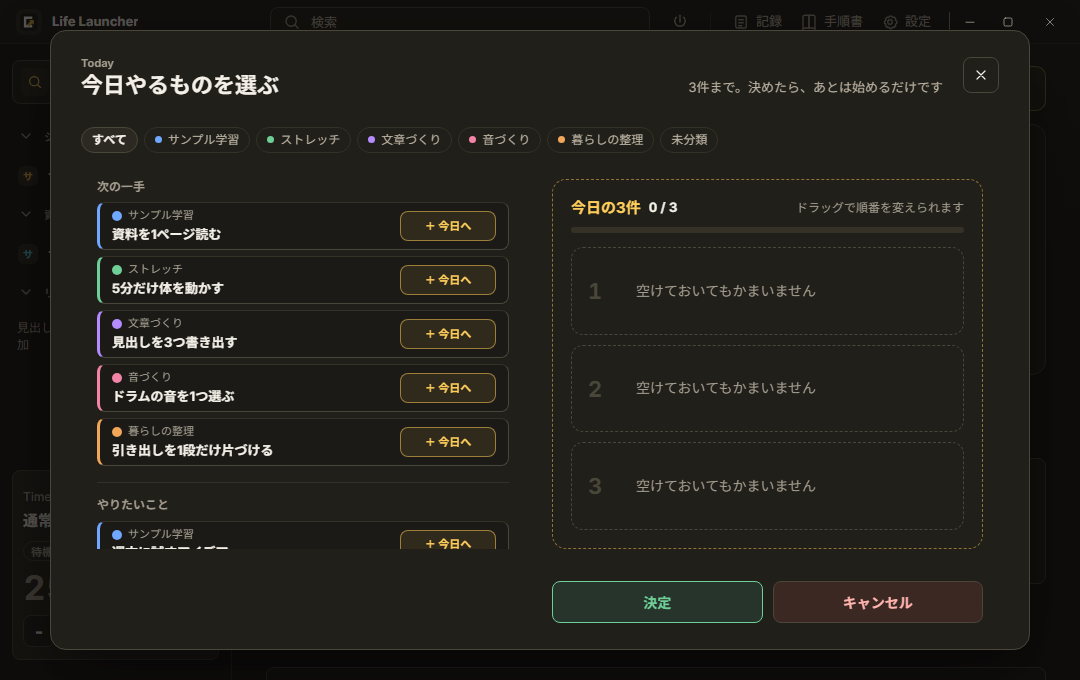 Life Launcher
検索
記録
手順書
設定
Today
今日やるものを選ぶ
3件まで。決めたら、あとは始めるだけです
すべて
サンプル学習
ストレッチ
文章づくり
音づくり
暮らしの整理
未分類
次の一手
サンプル学習
資料を1ページ読む
+ 今日へ
ストレッチ
5分だけ体を動かす
+ 今日へ
文章づくり
見出しを3つ書き出す
+ 今日へ
音づくり
ドラムの音を1つ選ぶ
+ 今日へ
暮らしの整理
引き出しを1段だけ片づける
+ 今日へ
やりたいこと
サンプル学習
+ 今日へ
今日の3件 0 / 3
ドラッグで順番を変えられます
1 空けておいてもかまいません
2 空けておいてもかまいません
3 空けておいてもかまいません
決定
キャンセル
サ
サ
見出し
加
Time
通常